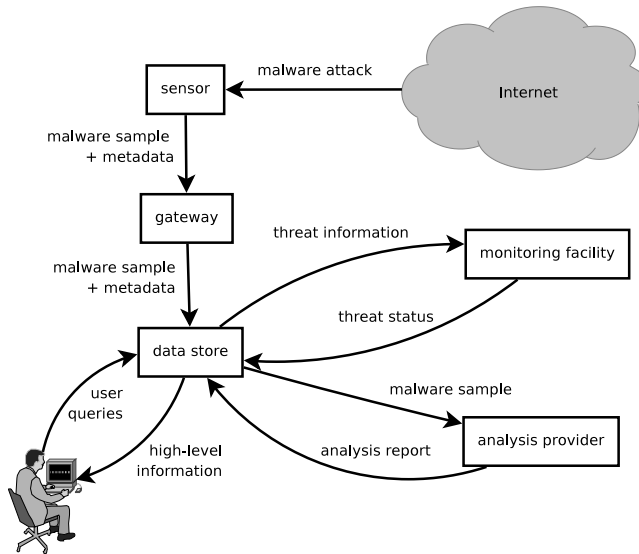 malware attack
Internet
sensor
malware sample
+ metadata
gateway
threat information
monitoring facility
malware sample
+ metadata
threat status
data store
malware sample
user
queries
analysis provider
high-level
information
analysis report